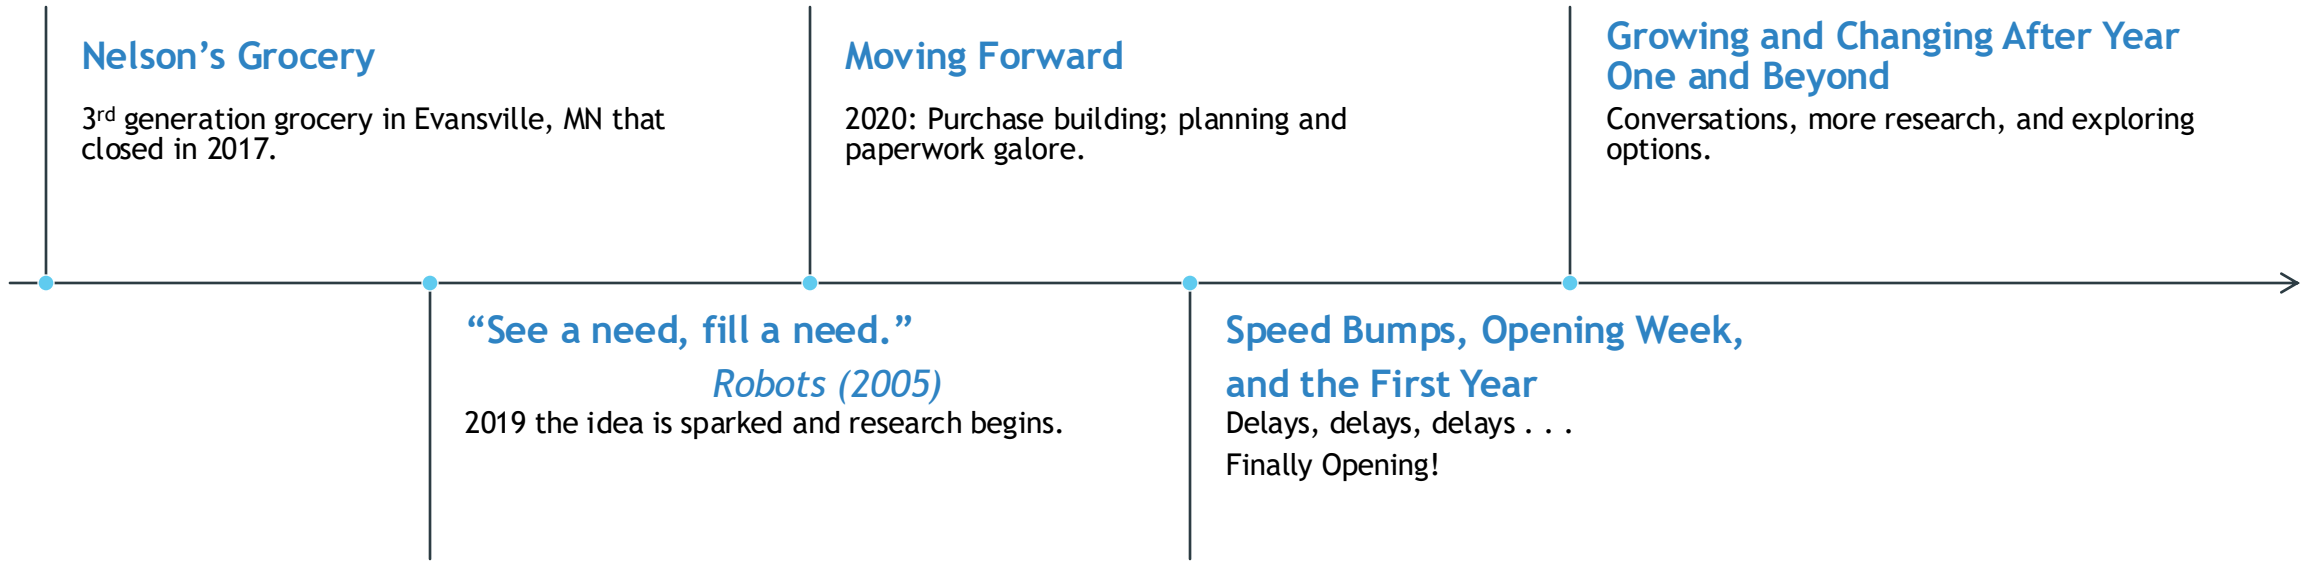 Nelson’s Grocery
3rd generation grocery in Evansville, MN that
closed in 2017.
“See a need, fill a need.”
Robots (2005)
2019 the idea is sparked and research begins.
Moving Forward
2020: Purchase building; planning and
paperwork galore.
Speed Bumps, Opening Week,
and the First Year
Delays, delays, delays . . .
Finally Opening!
Growing and Changing After Year
One and Beyond
Conversations, more research, and exploring
options.